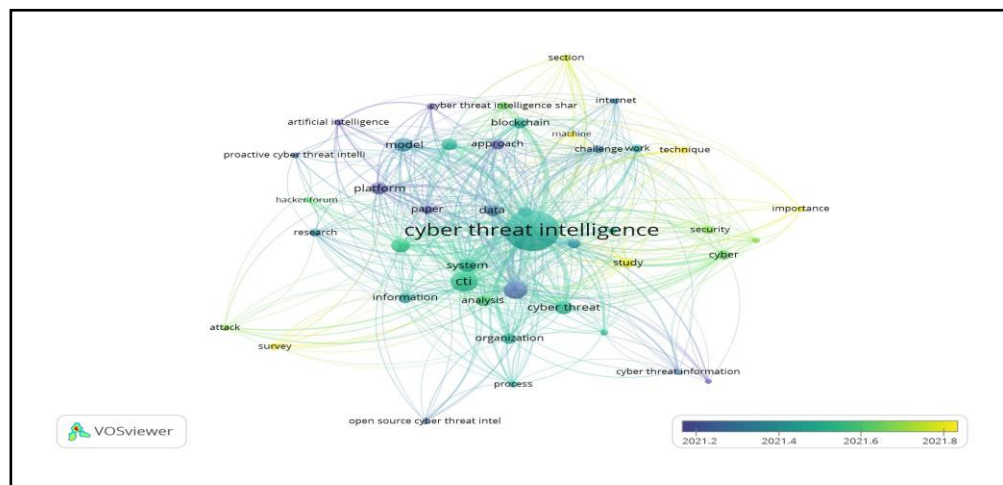 section
internet
cyber threat intelligence shar
artificial intelligence
blockchain
machine
model
approach
challenge
work
technique
proactive cyber threat intelli
platform
hacker forum
paper
data
importance
cyber threat intelligence
security
research
cyber
study
system
cti
information
analysis
cyber threat
attack
organization
survey
cyber threat information
process
open source cyber threat intel
VOSviewer
2021.2 2021.4 2021.6 2021.8